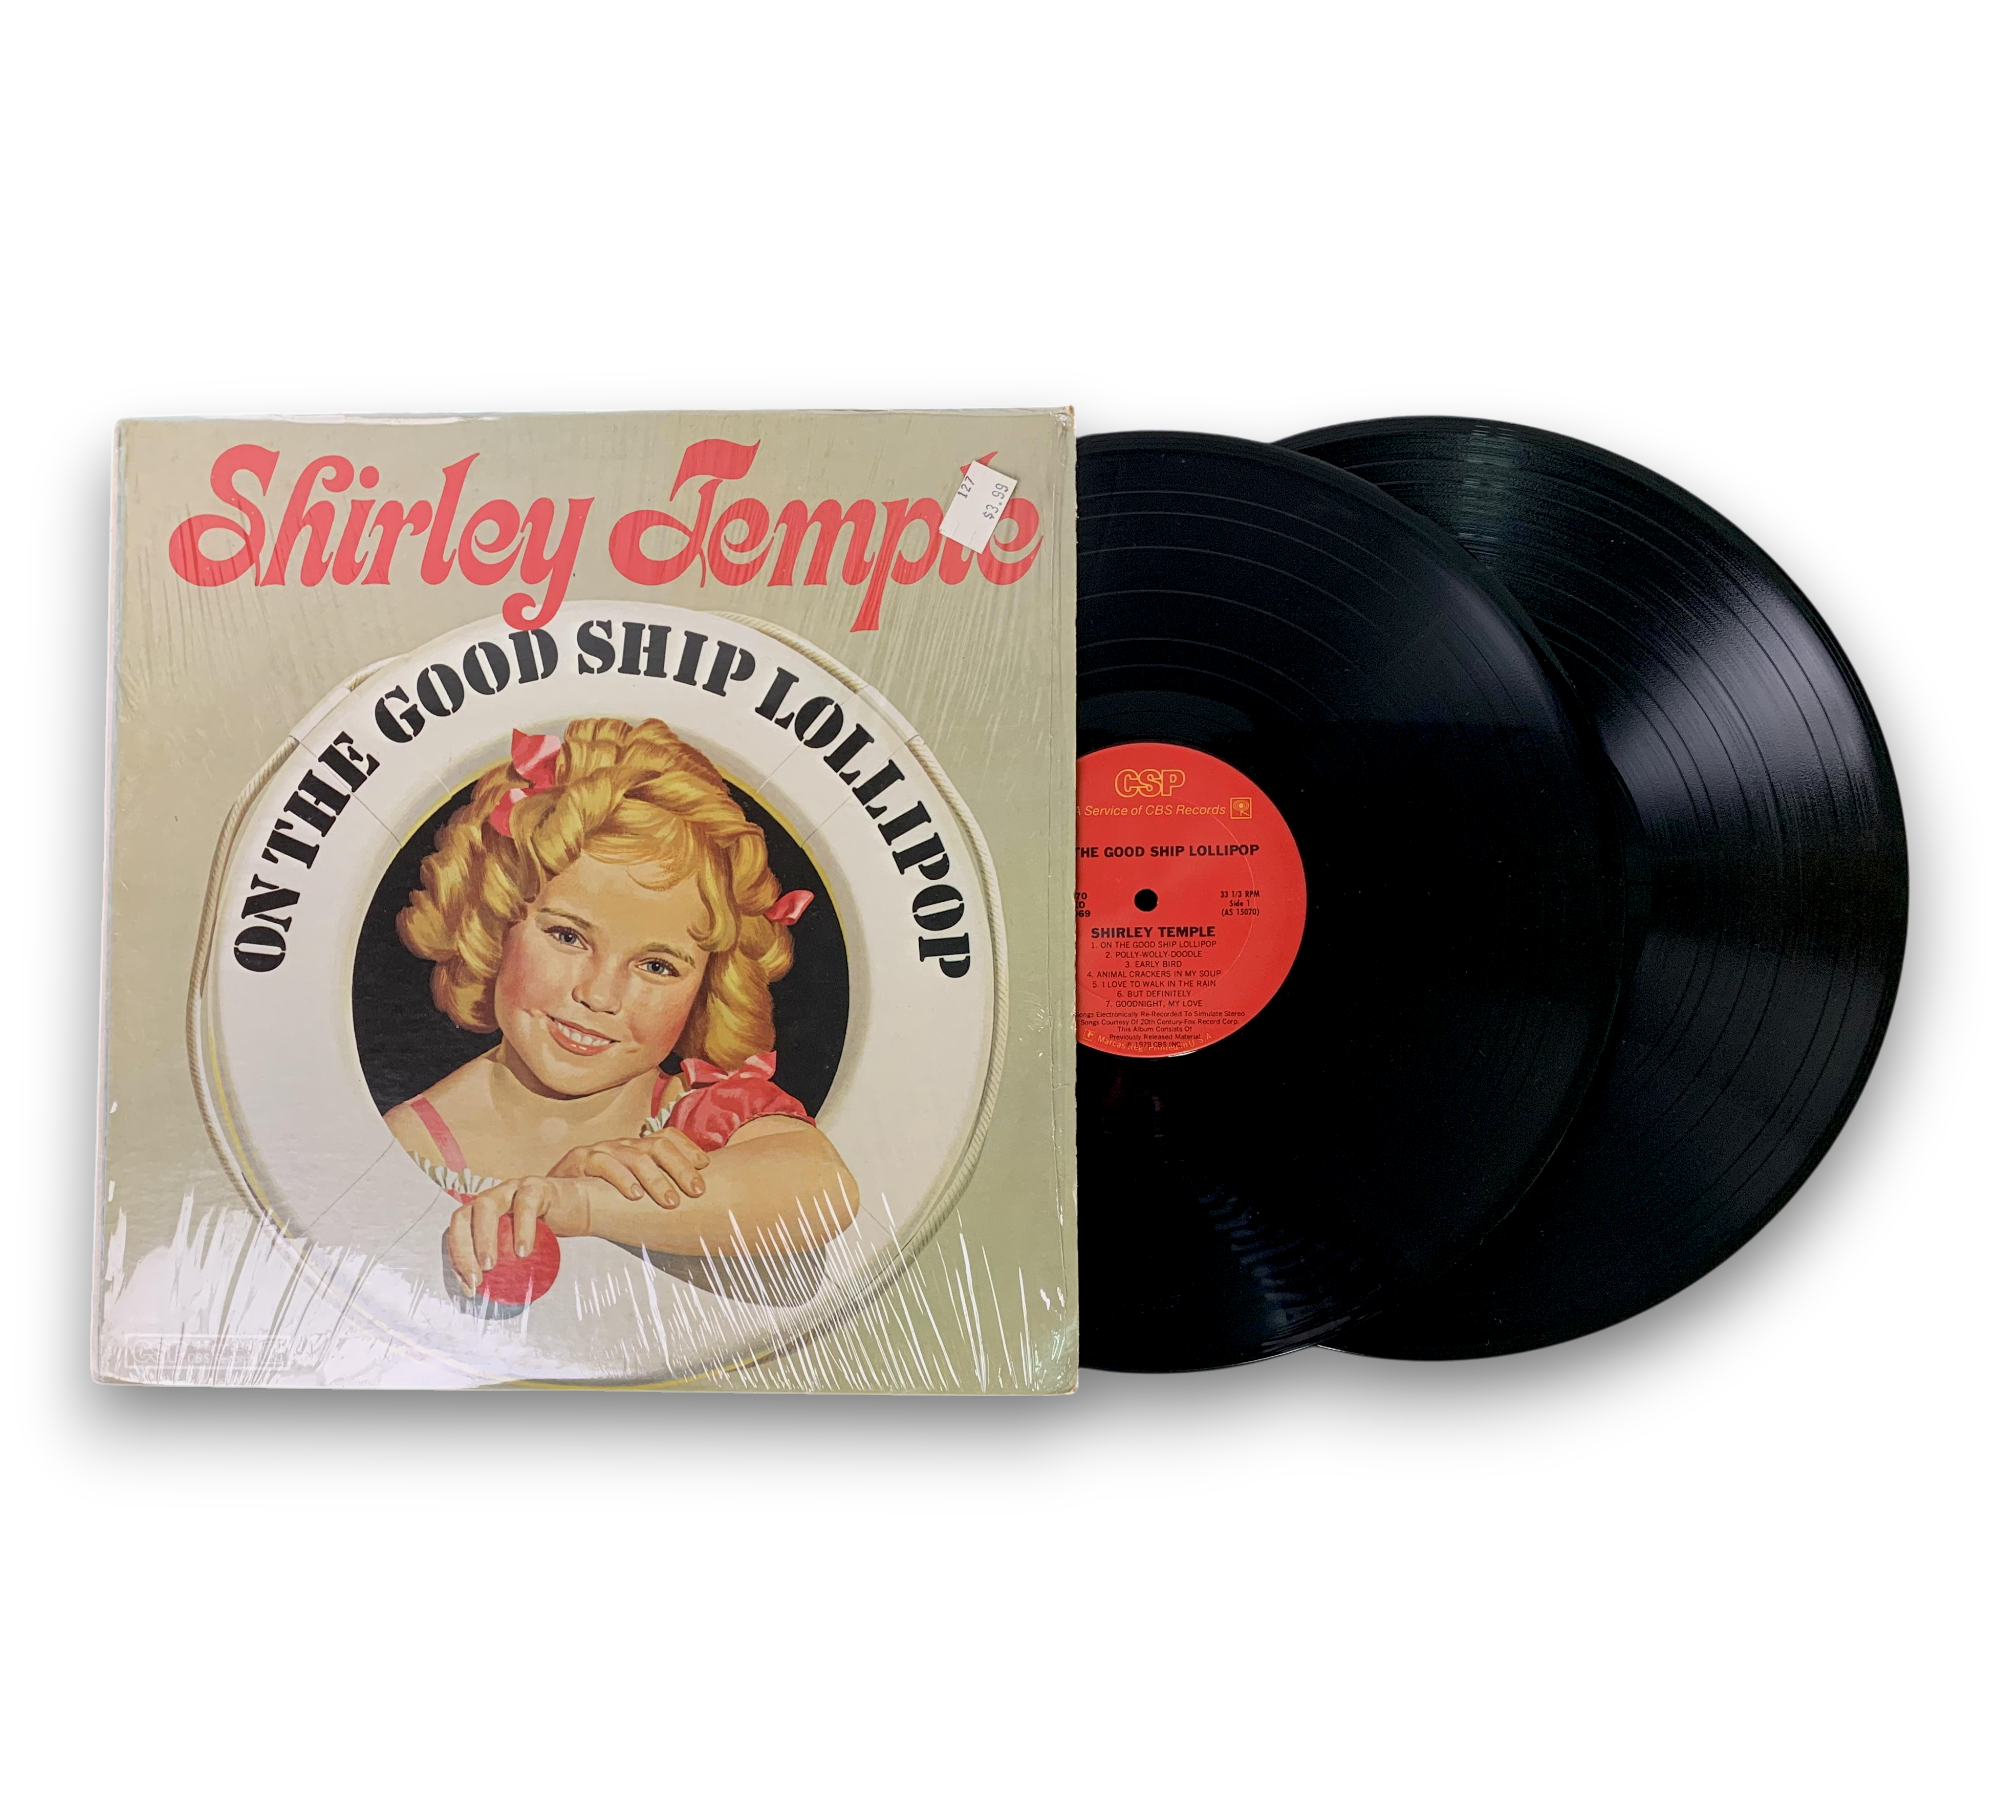 Shirley Temple
127
$3.99
ON THE GOOD SHIP LOLLIPOP
CSP
A Service of CBS Records
THE GOOD SHIP LOLLIPOP
33 1/3 RPM
Side 1
(AS 15070)
SHIRLEY TEMPLE
1. ON THE GOOD SHIP LOLLIPOP
2. POLLY-WOLLY-DOODLE
3. EARLY BIRD
4. ANIMAL CRACKERS IN MY SOUP
5. I LOVE TO WALK IN THE RAIN
6. BUT DEFINITELY
7. GOODNIGHT, MY LOVE
Songs Electronically Re-Recorded To Simulate Stereo
Songs Courtesy Of 20th Century-Fox Record Corp.
This Album Consists Of
Previously Released Material
CBS INC.